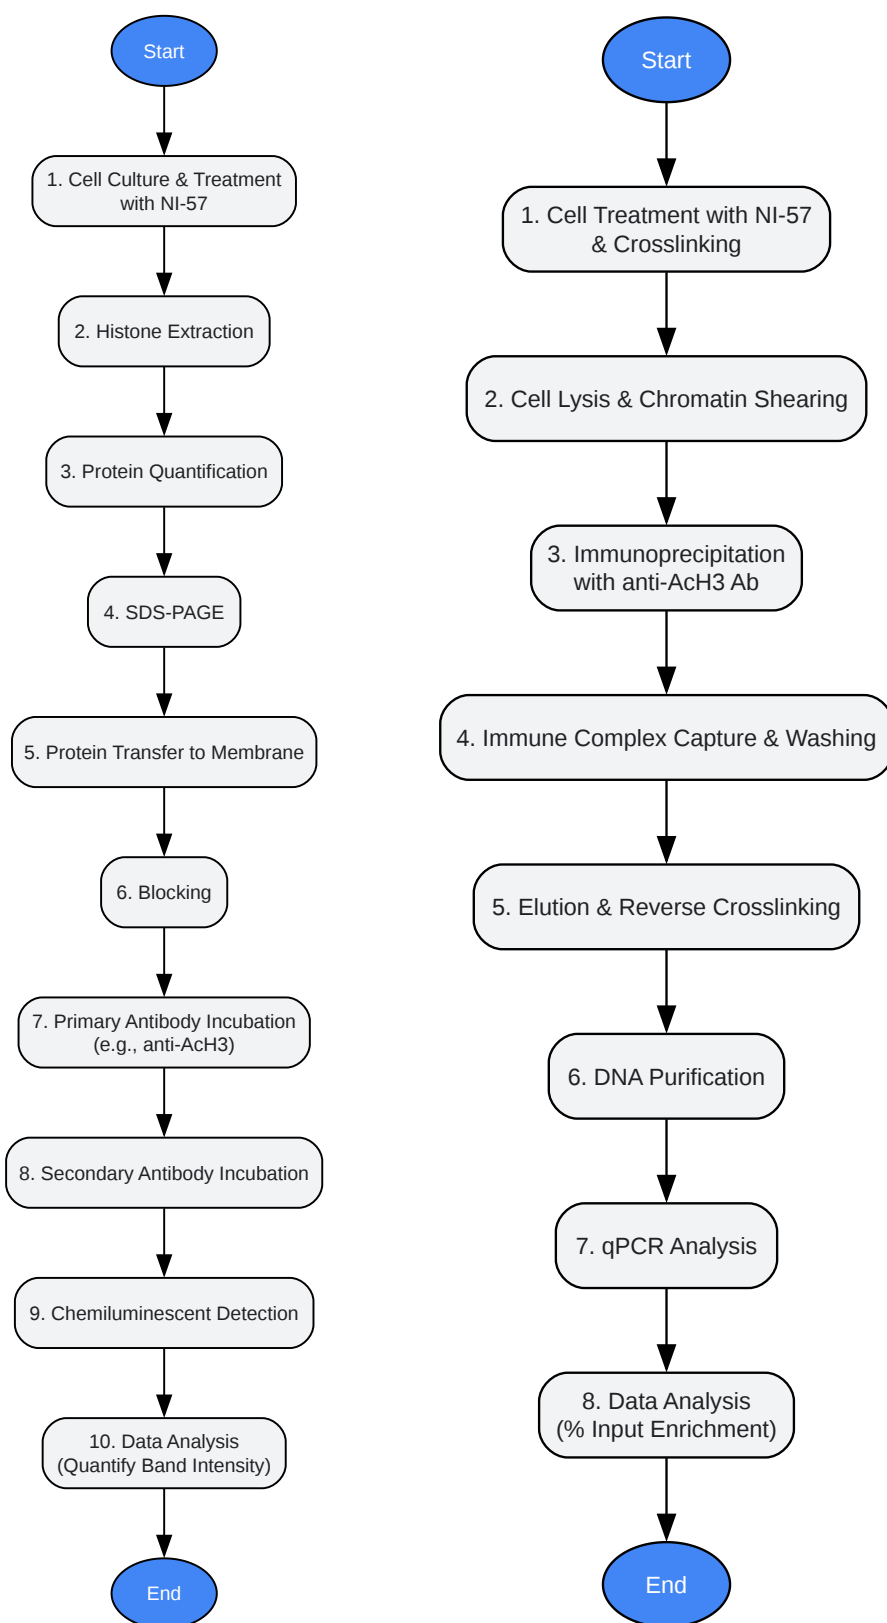 Start
1. Cell Culture & Treatment
with NI-57
2. Histone Extraction
3. Protein Quantification
4. SDS-PAGE
5. Protein Transfer to Membrane
6. Blocking
7. Primary Antibody Incubation
(e.g., anti-AcH3)
8. Secondary Antibody Incubation
9. Chemiluminescent Detection
10. Data Analysis
(Quantify Band Intensity)
End
Start
1. Cell Treatment with NI-57
& Crosslinking
2. Cell Lysis & Chromatin Shearing
3. Immunoprecipitation
with anti-AcH3 Ab
4. Immune Complex Capture & Washing
5. Elution & Reverse Crosslinking
6. DNA Purification
7. qPCR Analysis
8. Data Analysis
(% Input Enrichment)
End